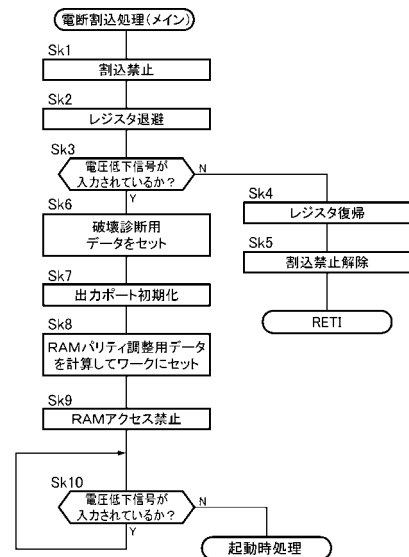 電断割込処理(メイン)
Sk1
割込禁止
Sk2
レジスタ退避
Sk3
電圧低下信号が
入力されているか?
N
Y
Sk4
レジスタ復帰
Sk5
割込禁止解除
RETI
Sk6
破壊診断用
データをセット
Sk7
出力ポート初期化
Sk8
RAMパリティ調整用データ
を計算してワークにセット
Sk9
RAMアクセス禁止
Sk10
電圧低下信号が
入力されているか?
N
Y
起動時処理